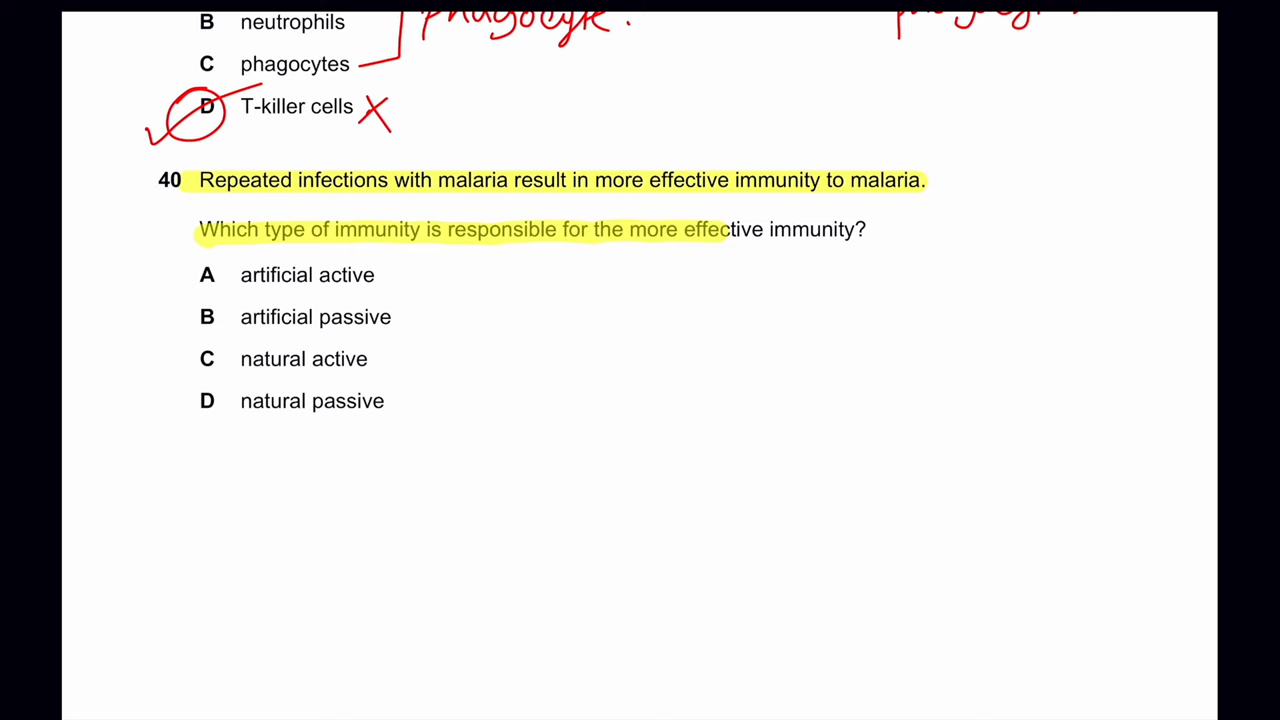 B neutrophils
phagocyte.
C phagocytes
D T-killer cells
40 Repeated infections with malaria result in more effective immunity to malaria.
Which type of immunity is responsible for the more effective immunity?
A artificial active
B artificial passive
C natural active
D natural passive